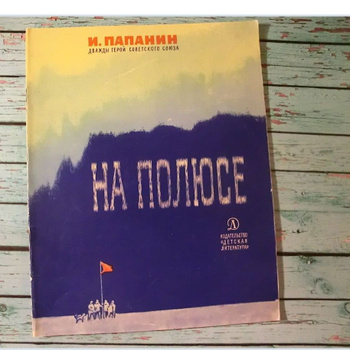 И. ПАПАНИН
ДВАЖДЫ ГЕРОЙ СОВЕТСКОГО СОЮЗА
НА ПОЛЮСЕ
ИЗДАТЕЛЬСТВО
«ДЕТСКАЯ
ЛИТЕРАТУРА»